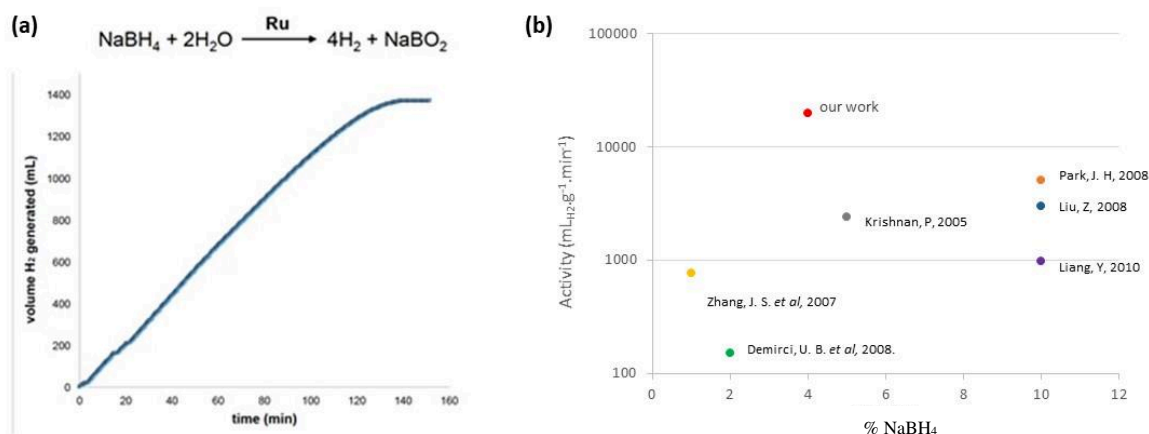 (a)
Ru
NaBH₄ + 2H₂O → 4H₂ + NaBO₂
volume H₂ generated (mL)
1400
1200
1000
800
600
400
200
0
0 20 40 60 80 100 120 140 160
time (min)
(b)
Activity (mL_H2.g⁻¹.min⁻¹)
100000
10000
1000
100
our work
Park, J. H, 2008
Liu, Z, 2008
Krishnan, P, 2005
Liang, Y, 2010
Zhang, J. S. et al, 2007
Demirci, U. B. et al, 2008.
0 2 4 6 8 10 12
% NaBH₄